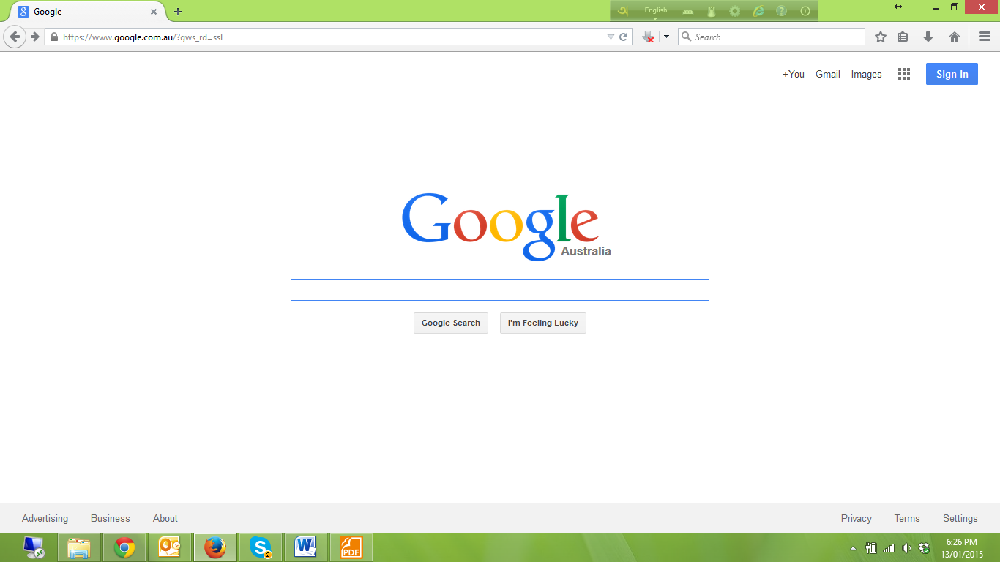 Google
English
https://www.google.com.au/?gws_rd=ssl
Search
+You Gmail Images Sign in
Google
Australia
Google Search I'm Feeling Lucky
Advertising Business About Privacy Terms Settings
2
PDF
6:26 PM
13/01/2015